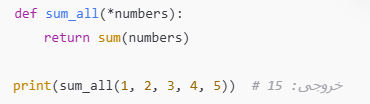 def sum_all(*numbers):
    return sum(numbers)
print(sum_all(1, 2, 3, 4, 5))  # خروجی: 15